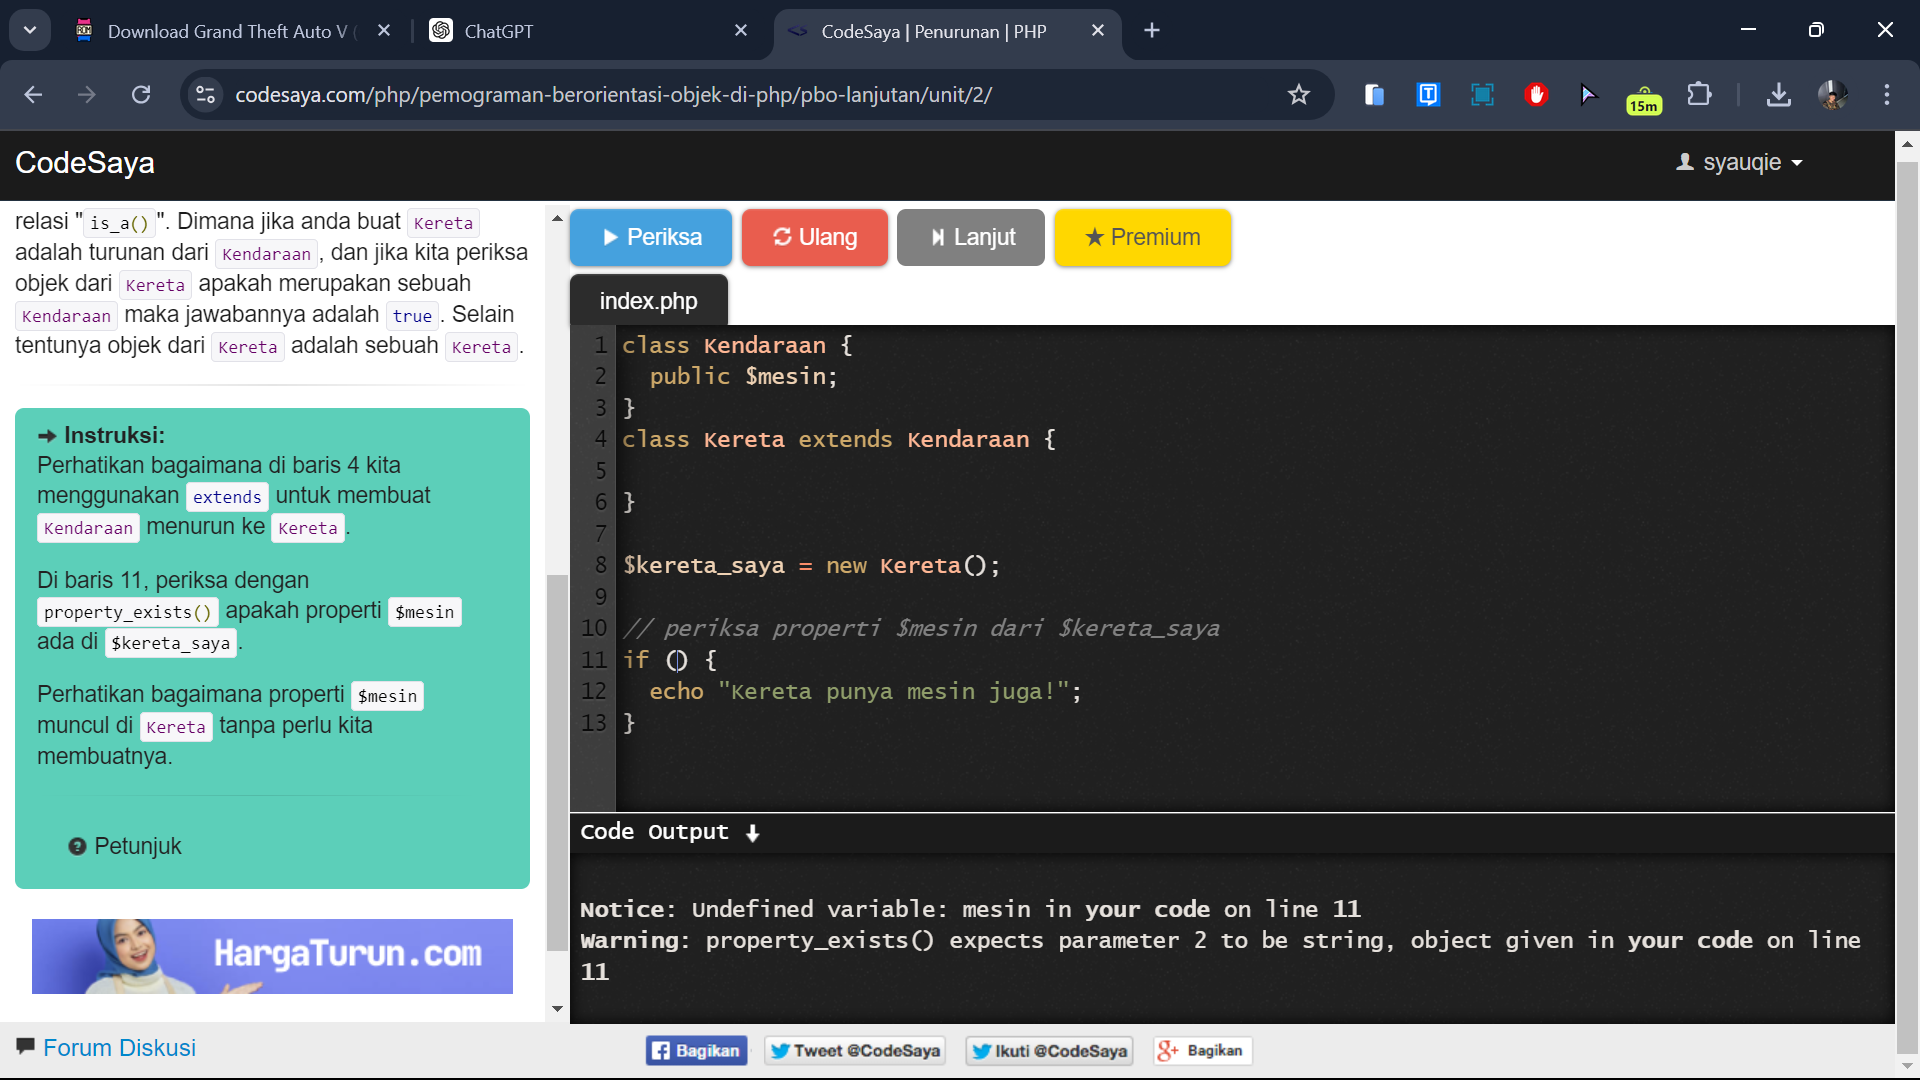 Download Grand Theft Auto V (
ChatGPT
CodeSaya | Penurunan | PHP
codesaya.com/php/pemograman-berorientasi-objek-di-php/pbo-lanjutan/unit/2/
15m
CodeSaya
syauqie
relasi "is_a()". Dimana jika anda buat Kereta
adalah turunan dari Kendaraan, dan jika kita periksa
objek dari Kereta apakah merupakan sebuah
Kendaraan maka jawabannya adalah true. Selain
tentunya objek dari Kereta adalah sebuah Kereta.
Instruksi:
Perhatikan bagaimana di baris 4 kita
menggunakan extends untuk membuat
Kendaraan menurun ke Kereta.
Di baris 11, periksa dengan
property_exists() apakah properti $mesin
ada di $kereta_saya.
Perhatikan bagaimana properti $mesin
muncul di Kereta tanpa perlu kita
membuatnya.
Petunjuk
HargaTurun.com
Periksa
Ulang
Lanjut
Premium
index.php
1 class Kendaraan {
2 public $mesin;
3 }
4 class Kereta extends Kendaraan {
5
6 }
7
8 $kereta_saya = new Kereta();
9
10 // periksa properti $mesin dari $kereta_saya
11 if () {
12 echo "Kereta punya mesin juga!";
13 }
Code Output
Notice: Undefined variable: mesin in your code on line 11
Warning: property_exists() expects parameter 2 to be string, object given in your code on line
11
Forum Diskusi
Bagikan
Tweet @CodeSaya
Ikuti @CodeSaya
g+ Bagikan